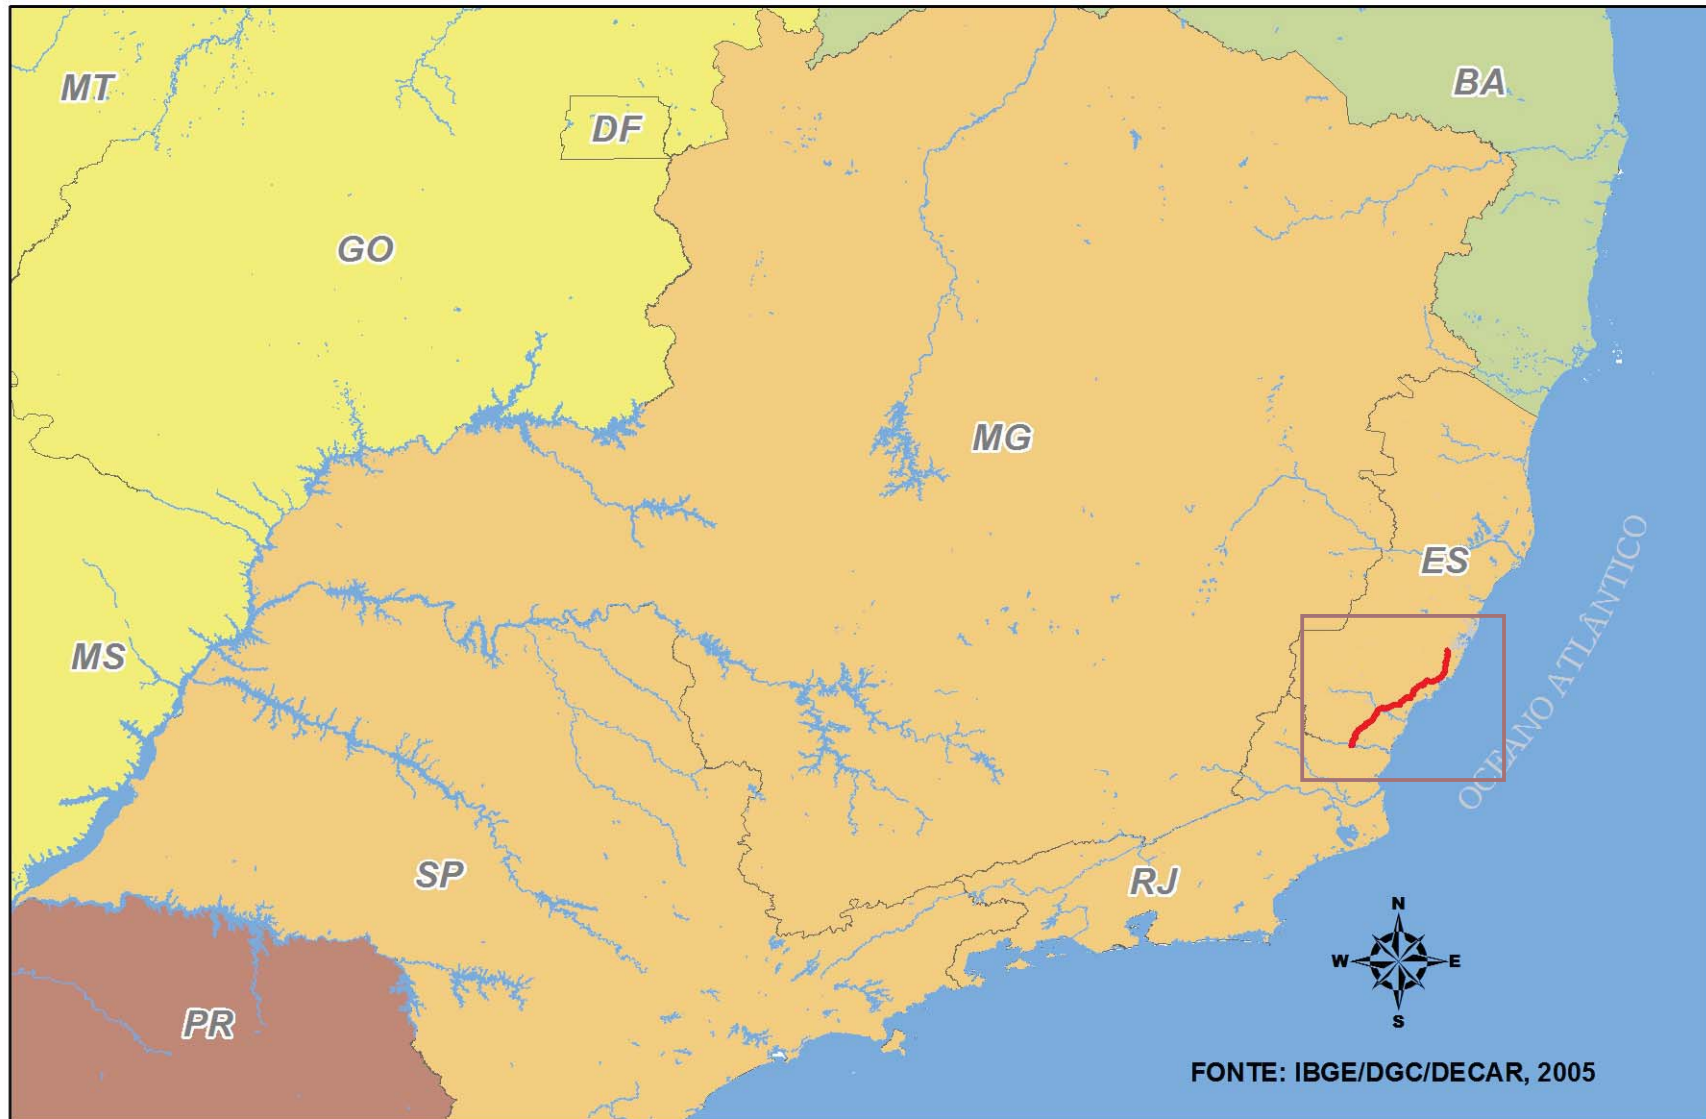 MT
BA
DF
GO
MG
ES
MS
OCEANO ATLÂNTICO
SP
RJ
N
W E
S
PR
FONTE: IBGE/DGC/DECAR, 2005